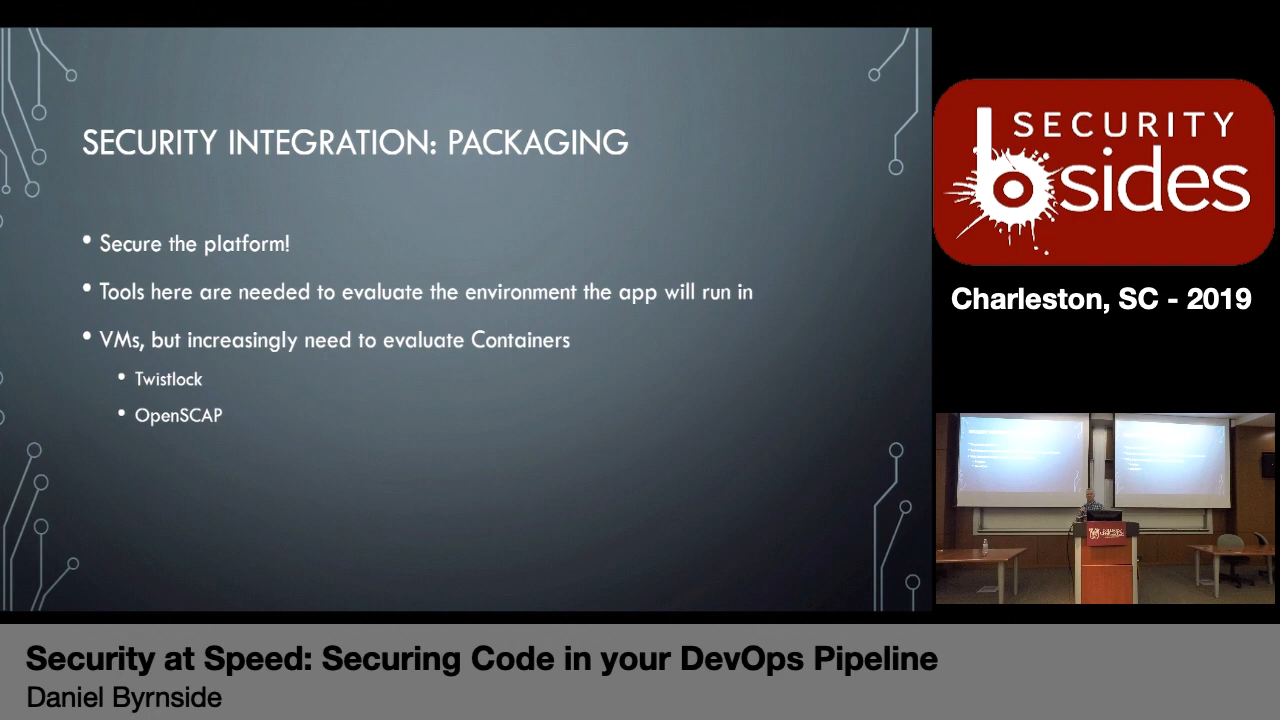 SECURITY INTEGRATION: PACKAGING
• Secure the platform!
• Tools here are needed to evaluate the environment the app will run in
• VMs, but increasingly need to evaluate Containers
• Twistlock
• OpenSCAP
SECURITY
bsides
Charleston, SC - 2019
Security at Speed: Securing Code in your DevOps Pipeline
Daniel Byrnside